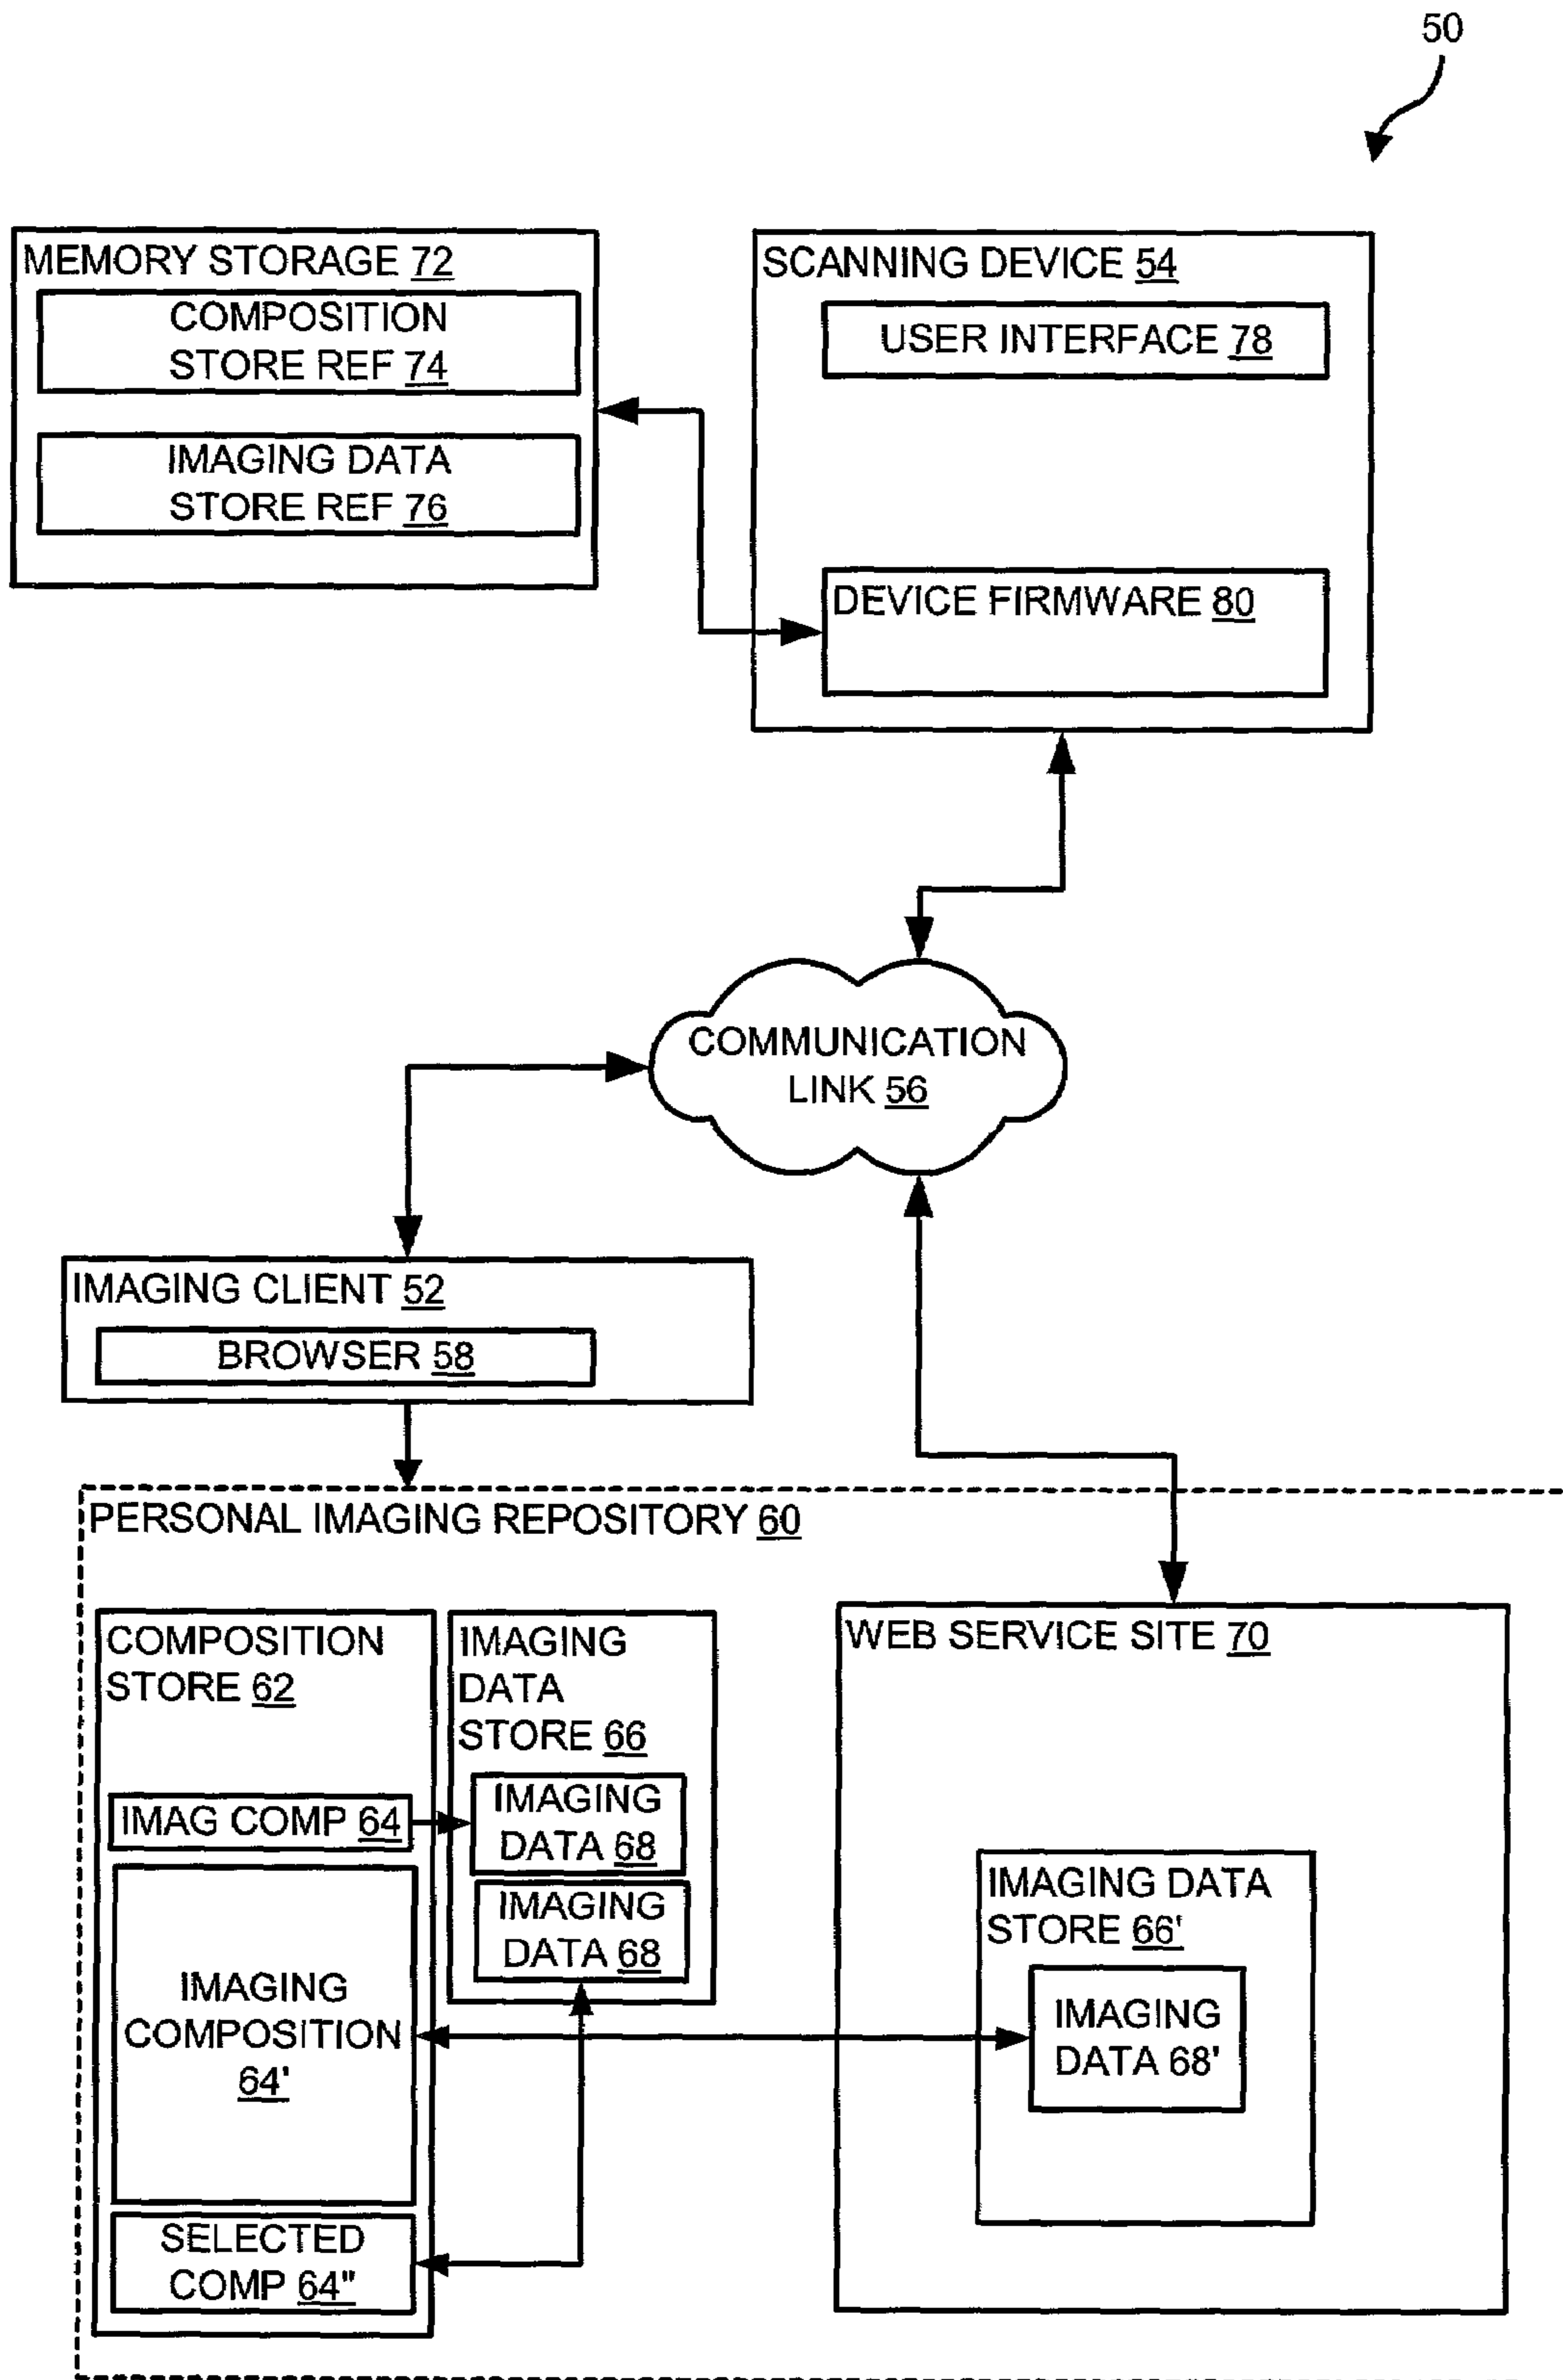 50
MEMORY STORAGE 72
COMPOSITION
STORE REF 74
IMAGING DATA
STORE REF 76
SCANNING DEVICE 54
USER INTERFACE 78
DEVICE FIRMWARE 80
COMMUNICATION
LINK 56
IMAGING CLIENT 52
BROWSER 58
PERSONAL IMAGING REPOSITORY 60
COMPOSITION
STORE 62
IMAG COMP 64
IMAGING
COMPOSITION
64'
SELECTED
COMP 64"
IMAGING
DATA
STORE 66
IMAGING
DATA 68
IMAGING
DATA 68
WEB SERVICE SITE 70
IMAGING DATA
STORE 66'
IMAGING
DATA 68'